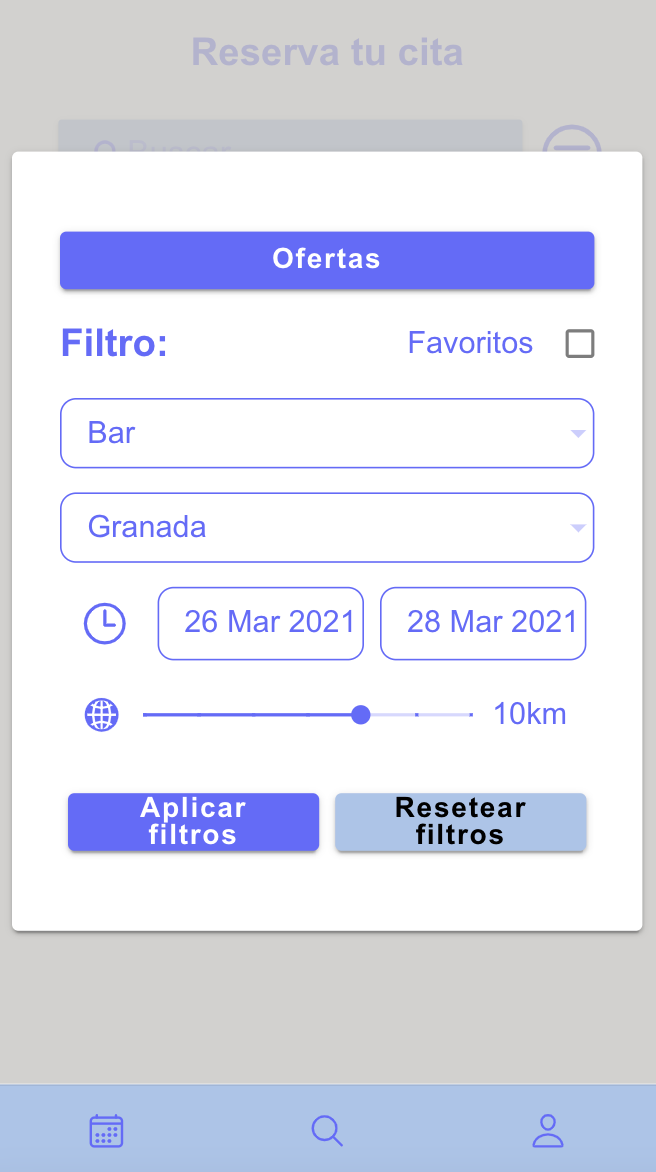 Reserva tu cita
Buscar
Ofertas
Filtro:
Favoritos
Bar
Granada
26 Mar 2021
28 Mar 2021
10km
Aplicar
filtros
Resetear
filtros